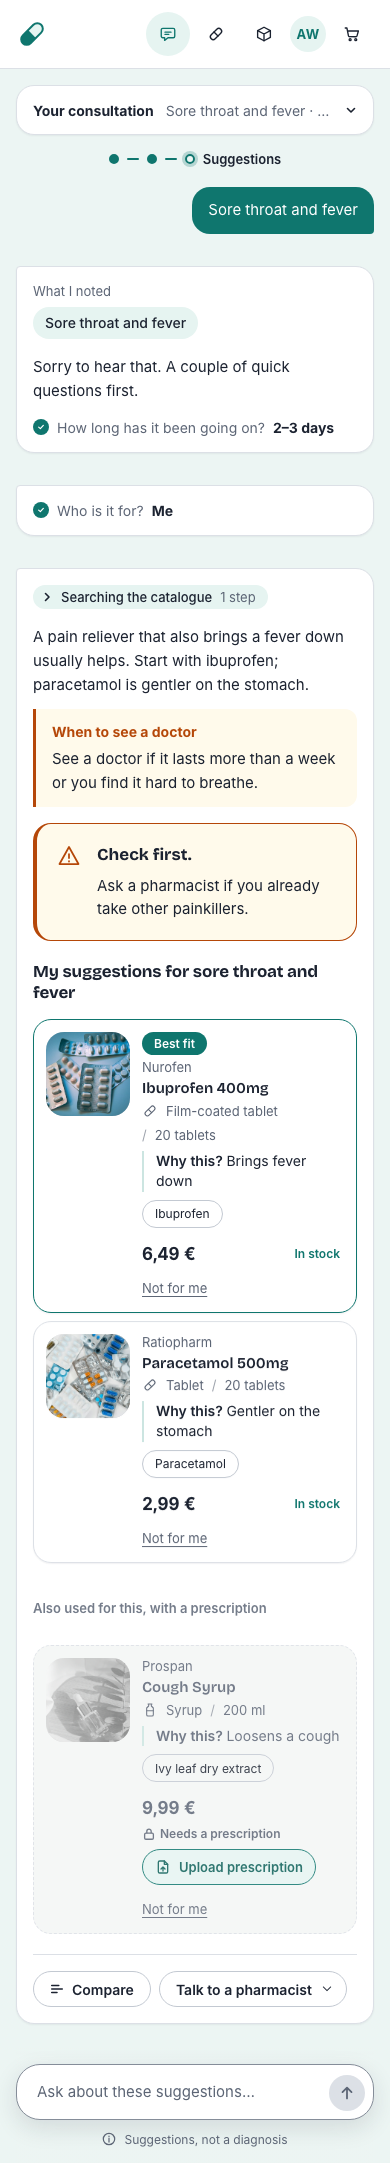 AW
Your consultation Sore throat and fever · ...
Suggestions
Sore throat and fever
What I noted
Sore throat and fever
Sorry to hear that. A couple of quick
questions first.
How long has it been going on? 2–3 days
Who is it for? Me
Searching the catalogue 1 step
A pain reliever that also brings a fever down
usually helps. Start with ibuprofen;
paracetamol is gentler on the stomach.
When to see a doctor
See a doctor if it lasts more than a week
or you find it hard to breathe.
Check first.
Ask a pharmacist if you already
take other painkillers.
My suggestions for sore throat and
fever
Best fit
Nurofen
Ibuprofen 400mg
Film-coated tablet
/ 20 tablets
Why this? Brings fever
down
Ibuprofen
6,49 € In stock
Not for me
Ratiopharm
Paracetamol 500mg
Tablet / 20 tablets
Why this? Gentler on the
stomach
Paracetamol
2,99 € In stock
Not for me
Also used for this, with a prescription
Prospan
Cough Syrup
Syrup / 200 ml
Why this? Loosens a cough
Ivy leaf dry extract
9,99 €
Needs a prescription
Upload prescription
Not for me
Compare Talk to a pharmacist
Ask about these suggestions...
Suggestions, not a diagnosis